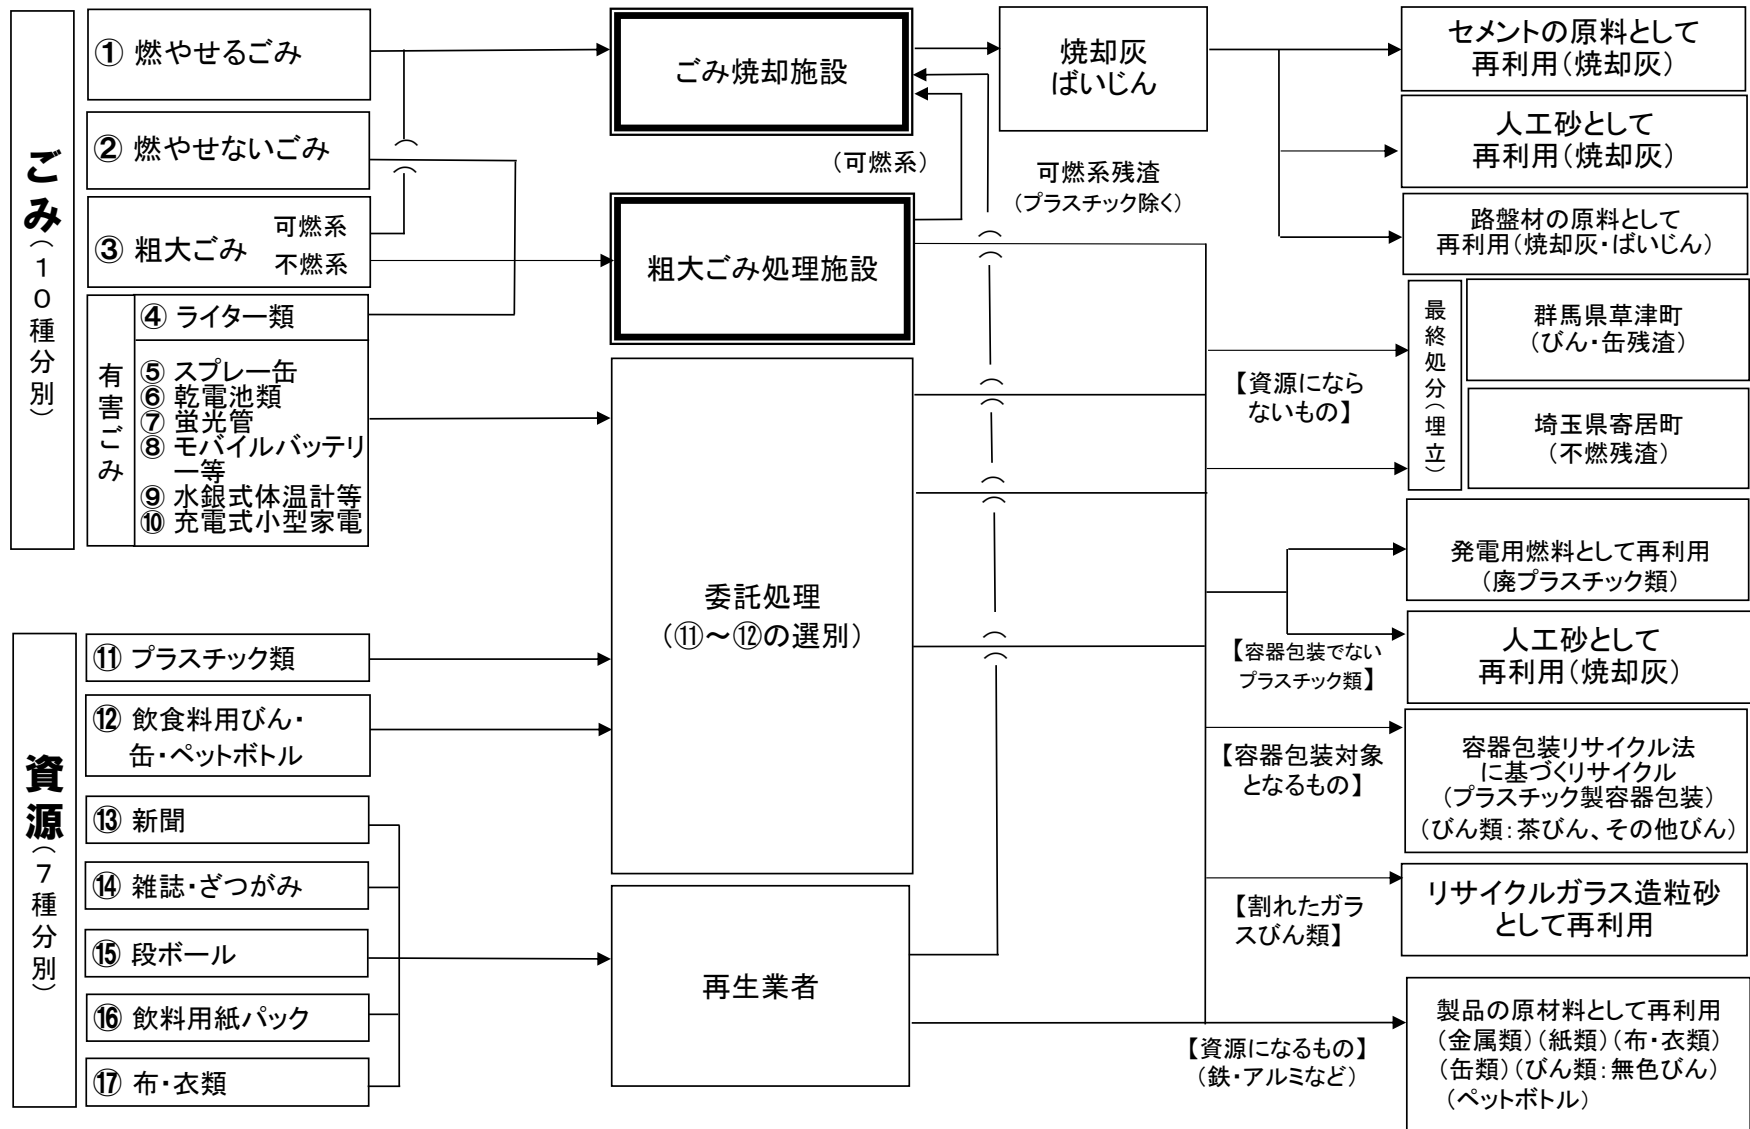 ごみ（１０種分別）
① 燃やせるごみ
② 燃やせないごみ
③ 粗大ごみ
可燃系
不燃系
有害ごみ
④ ライター類
⑤ スプレー缶
⑥ 乾電池類
⑦ 蛍光管
⑧ モバイルバッテリ
ー等
⑨ 水銀式体温計等
⑩ 充電式小型家電
資源（７種分別）
⑪ プラスチック類
⑫ 飲食料用びん・
缶・ペットボトル
⑬ 新聞
⑭ 雑誌・ざつがみ
⑮ 段ボール
⑯ 飲料用紙パック
⑰ 布・衣類
ごみ焼却施設
（可燃系）
粗大ごみ処理施設
委託処理
（⑪～⑫の選別）
再生業者
焼却灰
ばいじん
可燃系残渣
（プラスチック除く）
セメントの原料として
再利用（焼却灰）
人工砂として
再利用（焼却灰）
路盤材の原料として
再利用（焼却灰・ばいじん）
【資源になら
ないもの】
最終処分（埋立）
群馬県草津町
（びん・缶残渣）
埼玉県寄居町
（不燃残渣）
【容器包装でない
プラスチック類】
発電用燃料として再利用
（廃プラスチック類）
人工砂として
再利用（焼却灰）
【容器包装対象
となるもの】
容器包装リサイクル法
に基づくリサイクル
（プラスチック製容器包装）
（びん類：茶びん、その他びん）
【割れたガラ
スびん類】
リサイクルガラス造粒砂
として再利用
【資源になるもの】
（鉄・アルミなど）
製品の原材料として再利用
（金属類）（紙類）（布・衣類）
（缶類）（びん類：無色びん）
（ペットボトル）